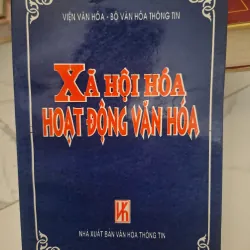 VIỆN VĂN HÓA - BỘ VĂN HÓA THÔNG TIN
XÃ HỘI HÓA
HOẠT ĐỘNG VĂN HÓA
NHÀ XUẤT BẢN VĂN HÓA THÔNG TIN